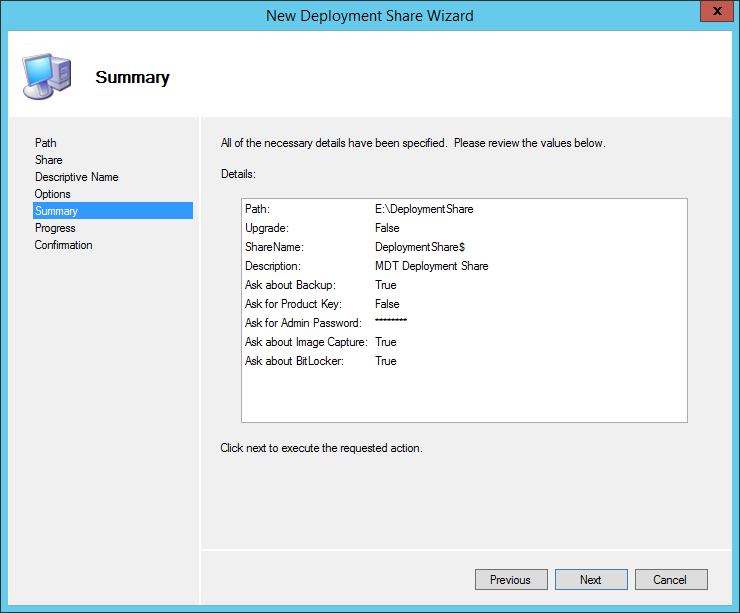 New Deployment Share Wizard
x
Summary
Path
Share
Descriptive Name
Options
Summary
Progress
Confirmation
All of the necessary details have been specified. Please review the values below.
Details:
Path: E:\DeploymentShare
Upgrade: False
ShareName: DeploymentShare$
Description: MDT Deployment Share
Ask about Backup: True
Ask for Product Key: False
Ask for Admin Password: ********
Ask about Image Capture: True
Ask about BitLocker: True
Click next to execute the requested action.
Previous Next Cancel